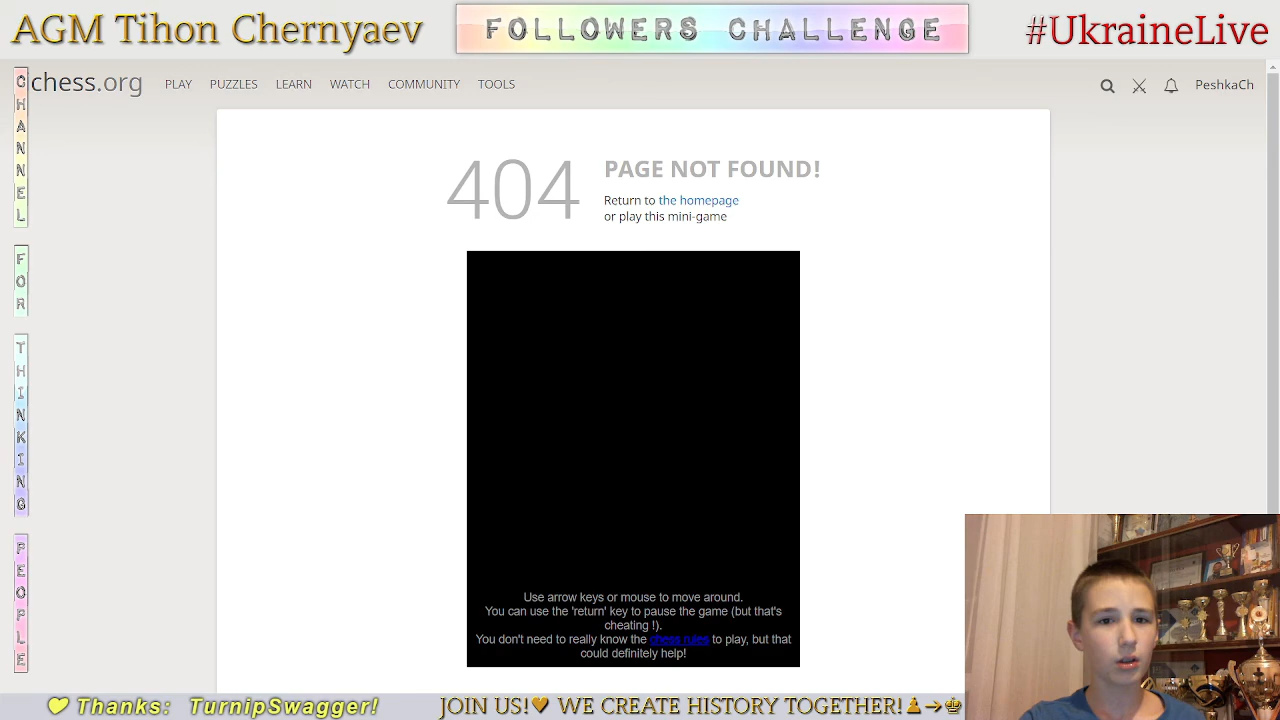 AGM Tihon Chernyaev
FOLLOWERS CHALLENGE
#UkraineLive
chess.org
PLAY PUZZLES LEARN WATCH COMMUNITY TOOLS
PeshkaCh
CHANNEL FOR THINKING PEOPLE
404
PAGE NOT FOUND!
Return to the homepage
or play this mini-game
Use arrow keys or mouse to move around.
You can use the 'return' key to pause the game (but that's
cheating !).
You don't need to really know the chess rules to play, but that
could definitely help!
Thanks: TurnipSwagger!
JOIN US! WE CREATE HISTORY TOGETHER!